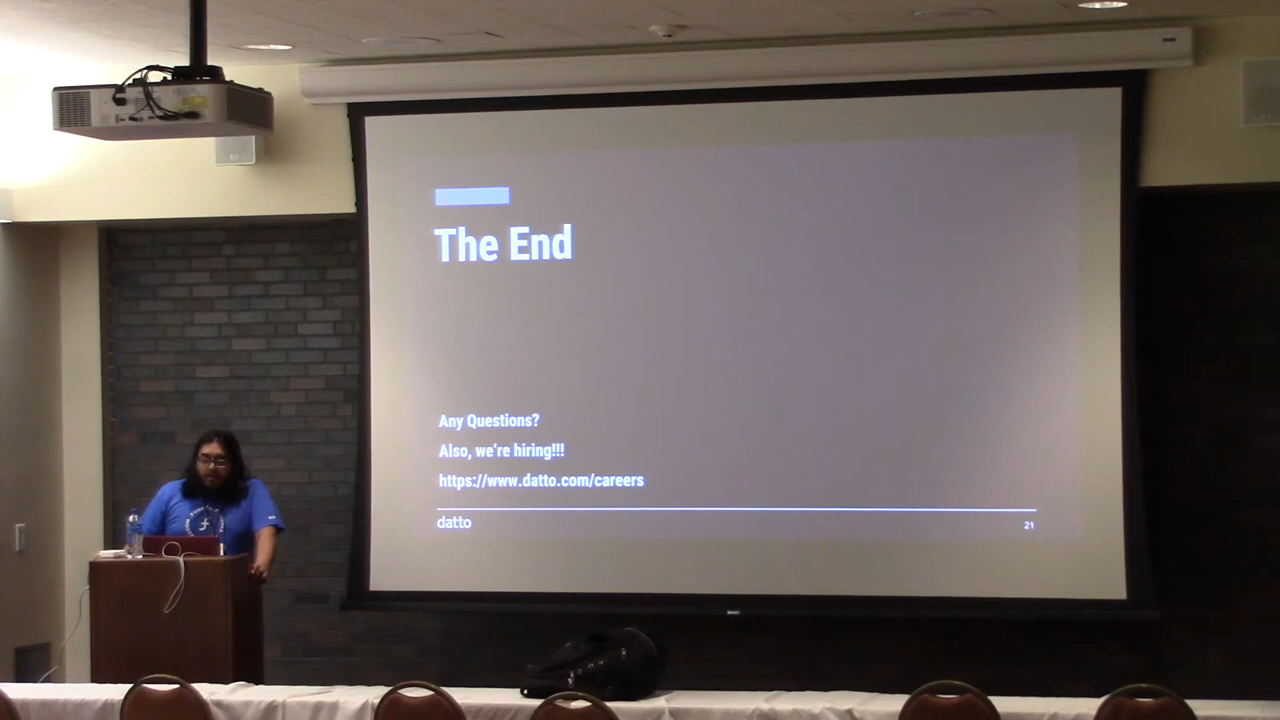 The End
Any Questions?
Also, we're hiring!!!
https://www.datto.com/careers
datto
21